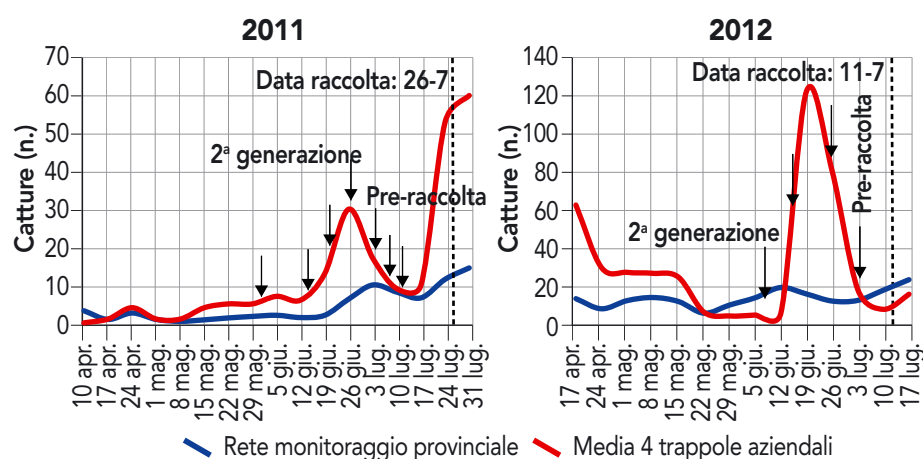 2011
Catture (n.)
70
60
50
40
30
20
10
0
Data raccolta: 26-7
2ª generazione
Pre-raccolta
10 apr.
17 apr.
24 apr.
1 mag.
8 mag.
15 mag.
22 mag.
29 mag.
5 giu.
12 giu.
19 giu.
26 giu.
3 lug.
10 lug.
17 lug.
24 lug.
31 lug.
2012
Catture (n.)
140
120
100
80
60
40
20
0
Data raccolta: 11-7
2ª generazione
Pre-raccolta
17 apr.
24 apr.
1 mag.
8 mag.
15 mag.
22 mag.
29 mag.
5 giu.
12 giu.
19 giu.
26 giu.
3 lug.
10 lug.
17 lug.
Rete monitoraggio provinciale
Media 4 trappole aziendali